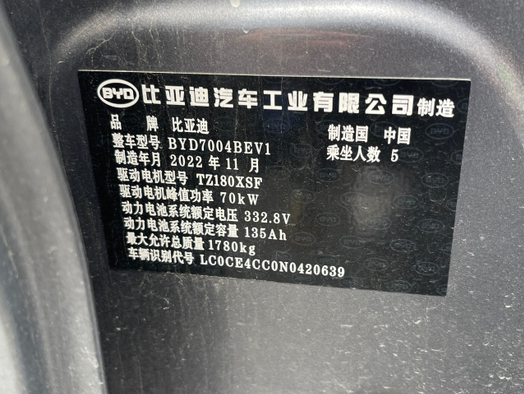 BYD 比亚迪汽车工业有限公司 制造
品 牌 比亚迪 制造国 中国
整车型号 BYD7004BEV1 乘坐人数 5
制造年月 2022 年 11 月
驱动电机型号 TZ180XSF
驱动电机峰值功率 70kW
动力电池系统额定电压 332.8V
动力电池系统额定容量 135Ah
最大允许总质量 1780kg
车辆识别代号 LC0CE4CC0N0420639